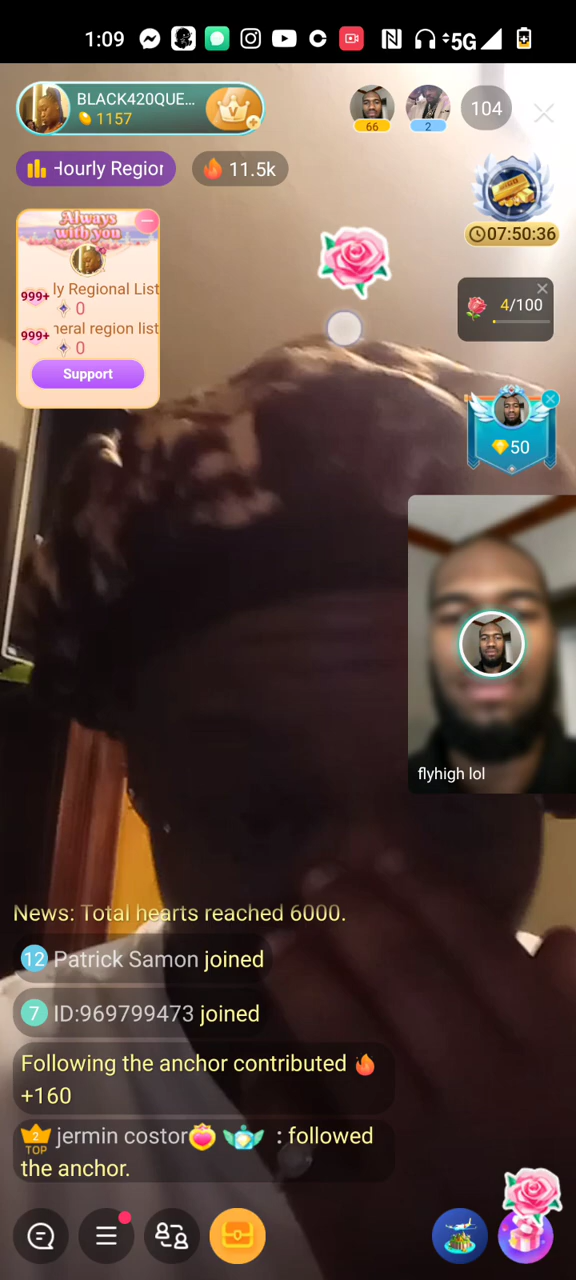 1:09
5G
BLACK420QUE...
1157
66
2
104
Hourly Region
11.5k
07:50:36
Always
with you
999+ ly Regional List
0
999+ neral region list
0
Support
4/100
50
flyhigh lol
News: Total hearts reached 6000.
12 Patrick Samon joined
7 ID:969799473 joined
Following the anchor contributed
+160
2 TOP jermin costor : followed
the anchor.